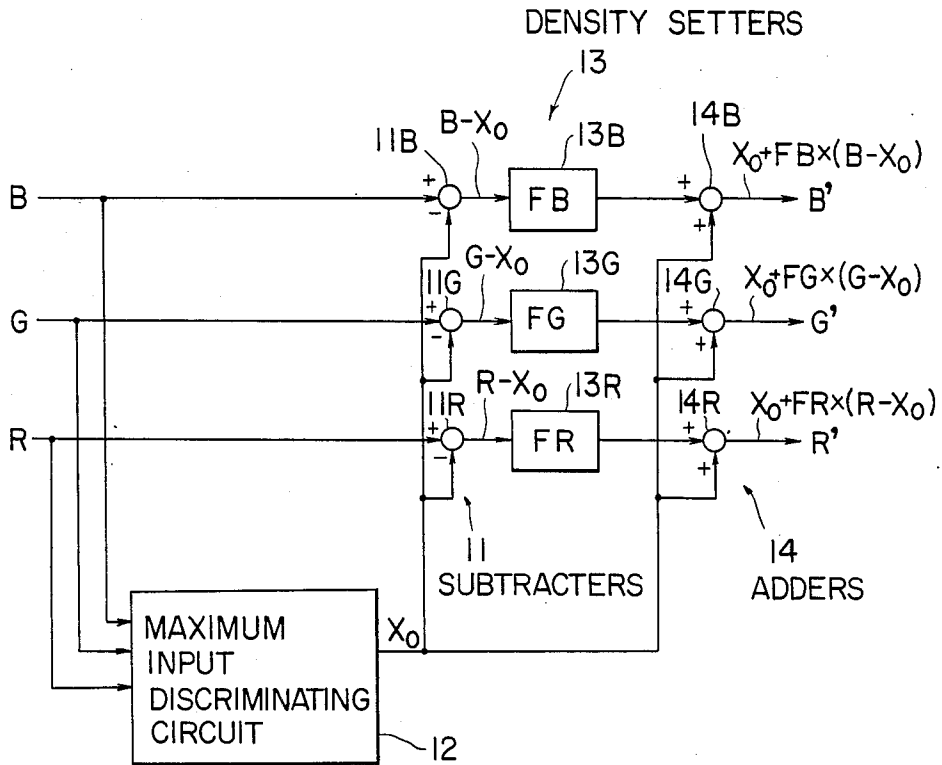 DENSITY SETTERS
13
B-X₀
13B
14B
11B
X₀+FB×(B-X₀)
B
+
-
FB
+
+
B'
G-X₀
13G
11G
14G
X₀+FG×(G-X₀)
G
+
-
FG
+
+
G'
R-X₀
13R
11R
14R
X₀+FR×(R-X₀)
R
+
-
FR
+
+
R'
11
SUBTRACTERS
14
ADDERS
MAXIMUM
INPUT
DISCRIMINATING
CIRCUIT
X₀
12